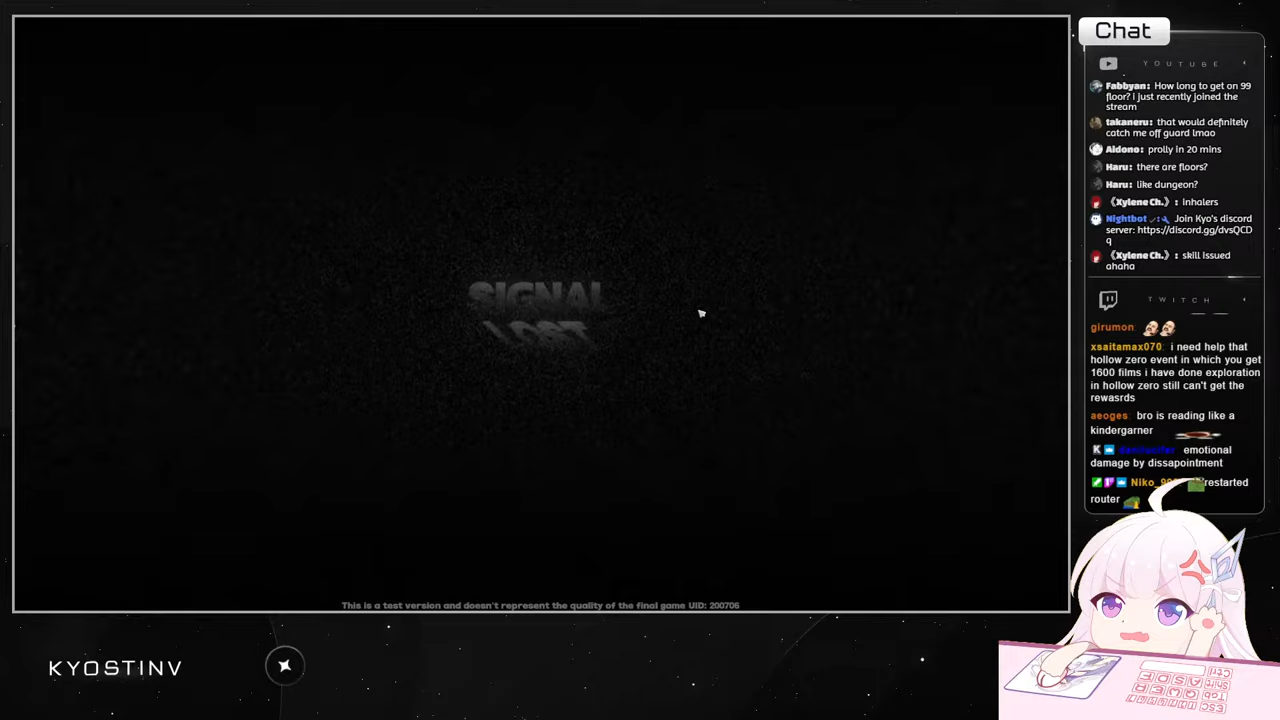 Chat
YOUTUBE
Fabbyan: How long to get on 99
floor? i just recently joined the
stream
takaneru: that would definitely
catch me off guard lmao
Aidono: prolly in 20 mins
Haru: there are floors?
Haru: like dungeon?
《Xylene Ch.》: Inhalers
Nightbot : Join Kyo's discord
server: https://discord.gg/dvsQCD
q
《Xylene Ch.》: skill issued
ahaha
SIGNAL
LOST
TWITCH
girumon:
xsaitamax070: i need help that
hollow zero event in which you get
1600 films i have done exploration
in hollow zero still can't get the
rewasrds
aeoges: bro is reading like a
kindergarner
emotional
damage by dissapointment
restarted
router
This is a test version and doesn't represent the quality of the final game UID: 200706
KYOSTINV